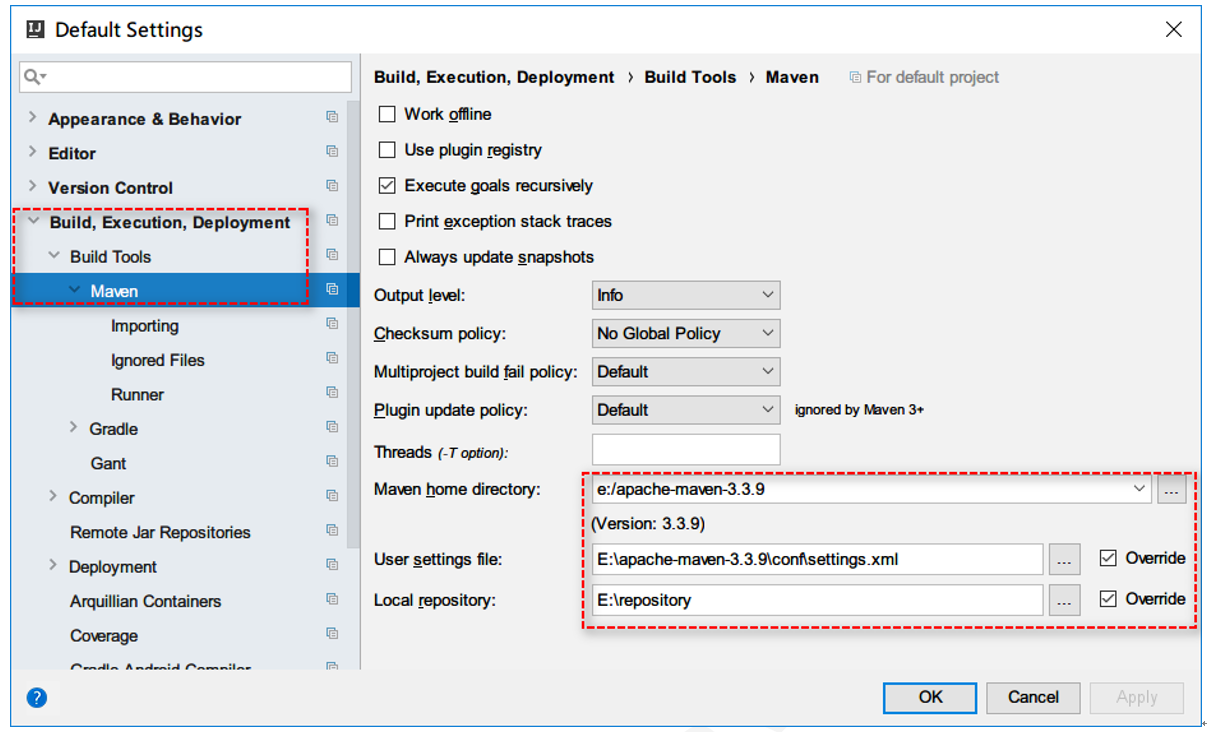 Default Settings
Build, Execution, Deployment › Build Tools › Maven For default project
Appearance & Behavior
Editor
Version Control
Build, Execution, Deployment
Build Tools
Maven
Importing
Ignored Files
Runner
Gradle
Gant
Compiler
Remote Jar Repositories
Deployment
Arquillian Containers
Coverage
Gradle Android Compiler
Work offline
Use plugin registry
Execute goals recursively
Print exception stack traces
Always update snapshots
Output level: Info
Checksum policy: No Global Policy
Multiproject build fail policy: Default
Plugin update policy: Default ignored by Maven 3+
Threads (-T option):
Maven home directory: e:/apache-maven-3.3.9 ...
(Version: 3.3.9)
User settings file: E:\apache-maven-3.3.9\conf\settings.xml ... Override
Local repository: E:\repository ... Override
? OK Cancel Apply